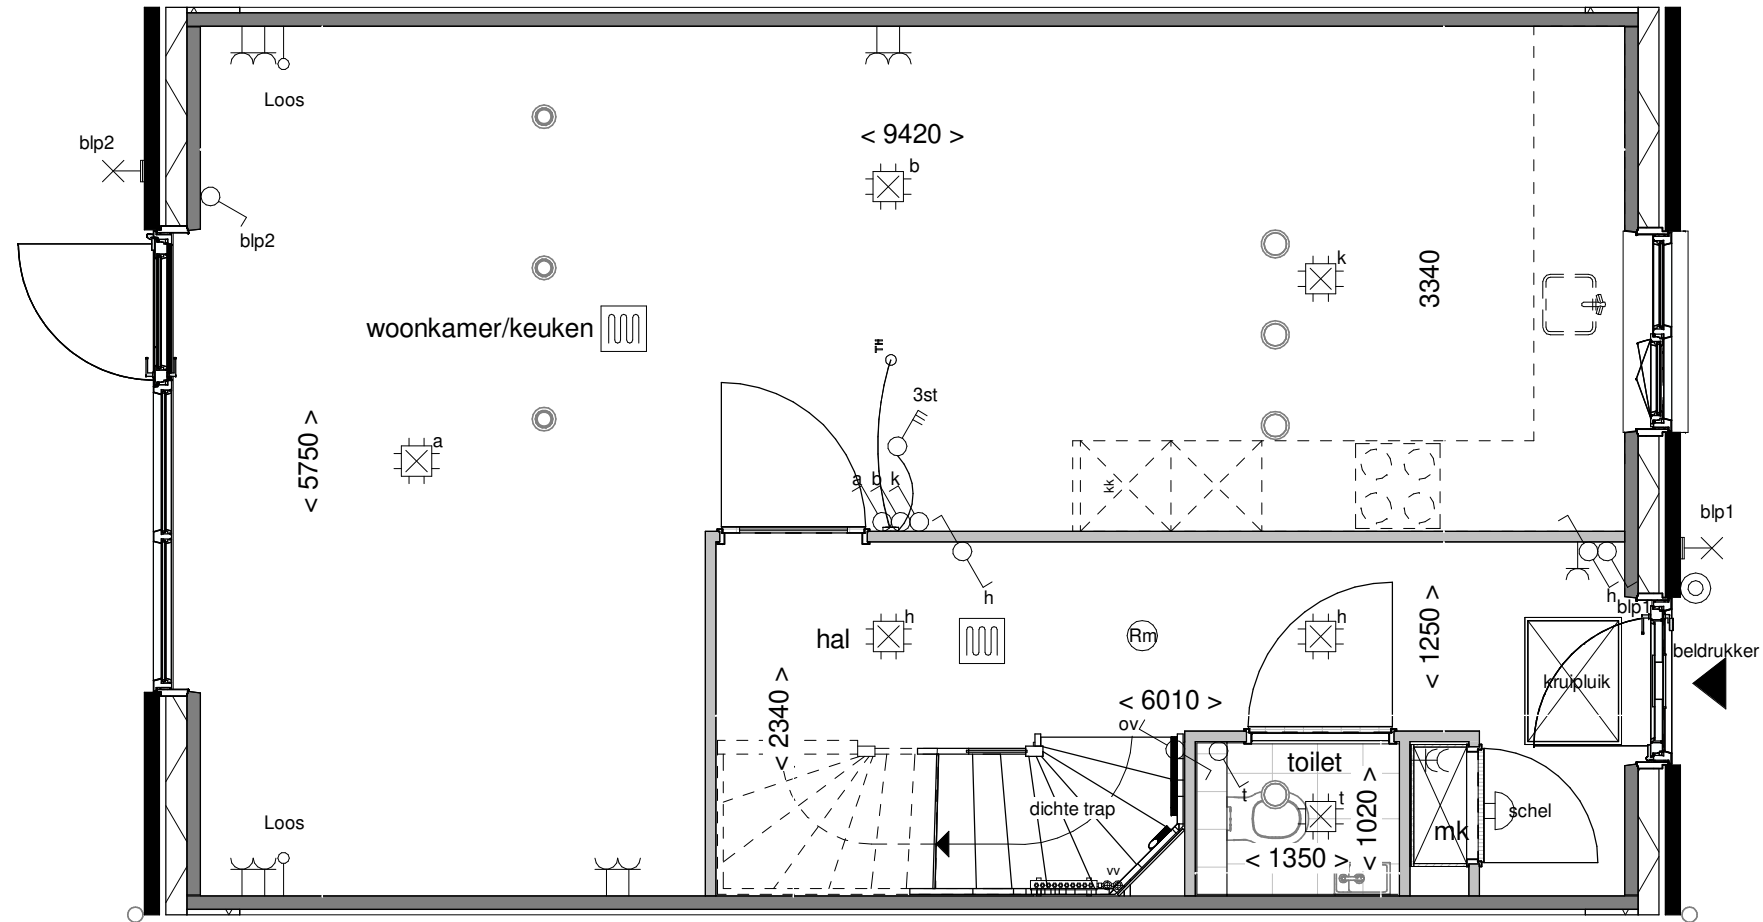 Loos
blp2
< 9420 >
b
blp2
k
3340
woonkamer/keuken
TH
3st
a
< 5750 >
a b k
kk
blp1
h
h
blp1
hal
h
Rm
h
< 1250 >
beldrukker
kruipluik
< 2340 >
< 6010 >
ov
toilet
t
t
< 1020 >
dichte trap
schel
mk
Loos
< 1350 >
vv